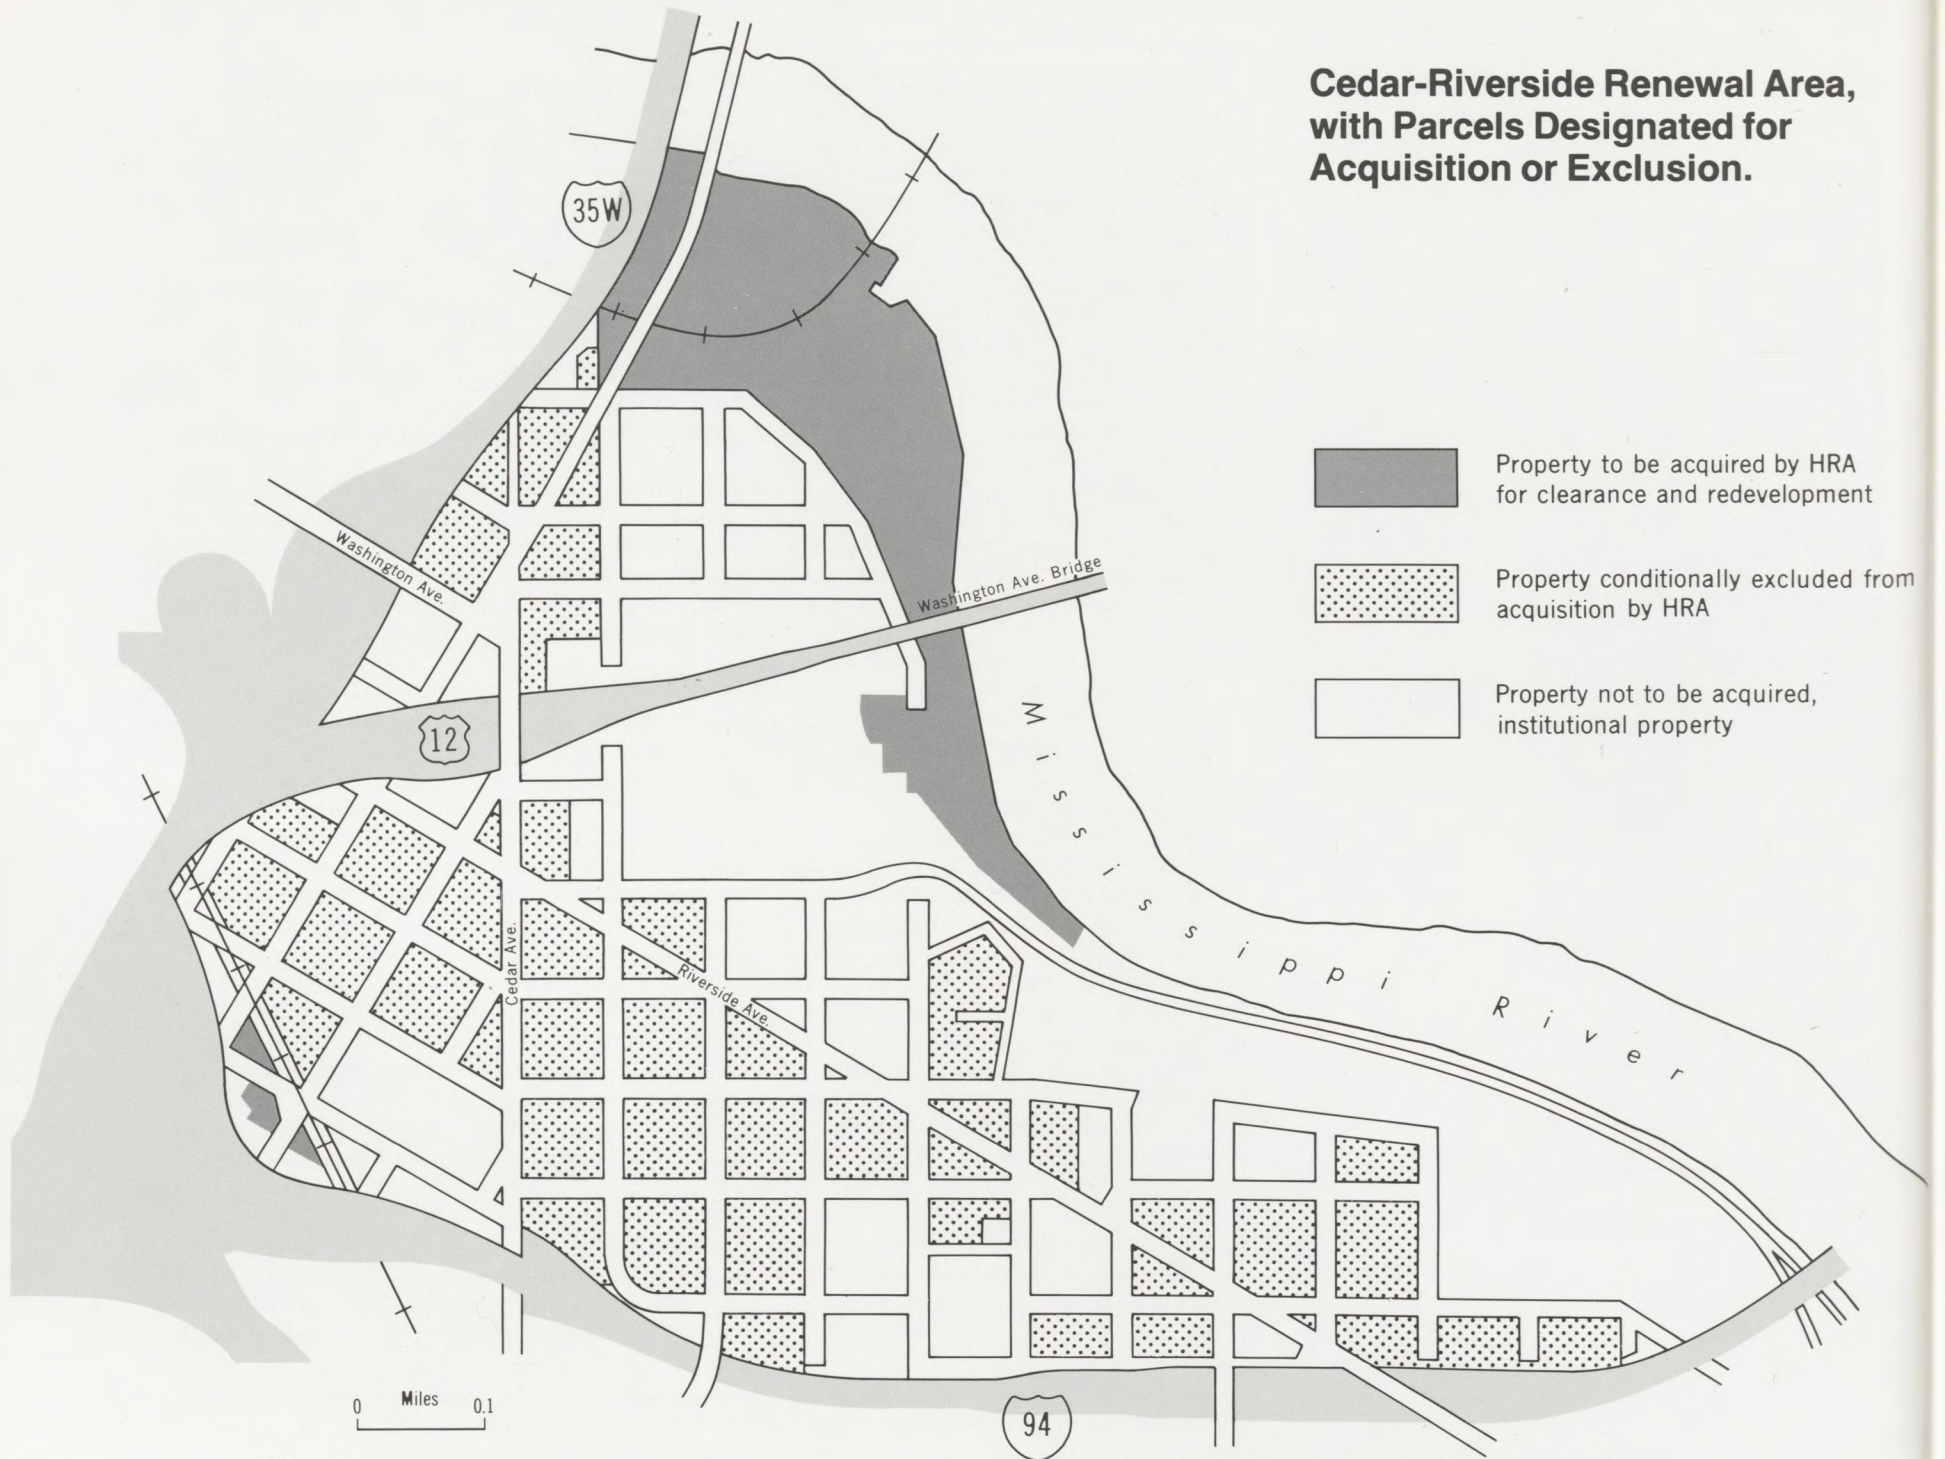 Cedar-Riverside Renewal Area,
with Parcels Designated for
Acquisition or Exclusion.
35W
Property to be acquired by HRA
for clearance and redevelopment
Washington Ave.
Washington Ave. Bridge
Property conditionally excluded from
acquisition by HRA
12
Property not to be acquired,
institutional property
Mississippi River
Cedar Ave.
Riverside Ave.
0 Miles 0.1
94